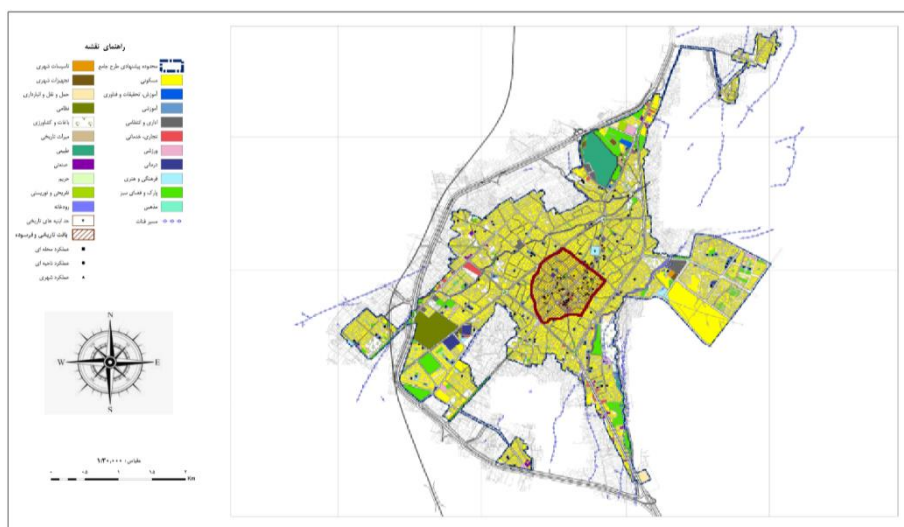 راهنمای نقشه
محدوده پیشنهادی طرح جامع
مسکونی
آموزش، تحقیقات و فناوری
آموزشی
اداری و انتظامی
تجاری، خدماتی
ورزشی
درمانی
فرهنگی و هنری
پارک و فضای سبز
مذهبی
مسیر قنات
تاسیسات شهری
تجهیزات شهری
حمل و نقل و انبارداری
نظامی
باغات و کشاورزی
میراث تاریخی
طبیعی
صنعتی
حریم
تفریحی و توریستی
رودخانه
حد ابنیه های تاریخی
بافت تاریخی و فرسوده
عملکرد محله ای
عملکرد ناحیه ای
عملکرد شهری
N
W
E
S
مقیاس: ۱:۳۰,۰۰۰